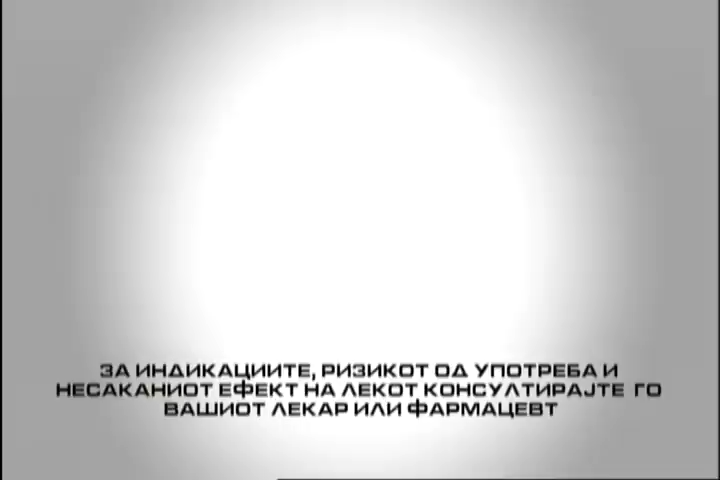 ЗА ИНДИКАЦИИТЕ, РИЗИКОТ ОД УПОТРЕБА И
НЕСАКАНИОТ ЕФЕКТ НА ЛЕКОТ КОНСУЛТИРАЈТЕ ГО
ВАШИОТ ЛЕКАР ИЛИ ФАРМАЦЕВТ